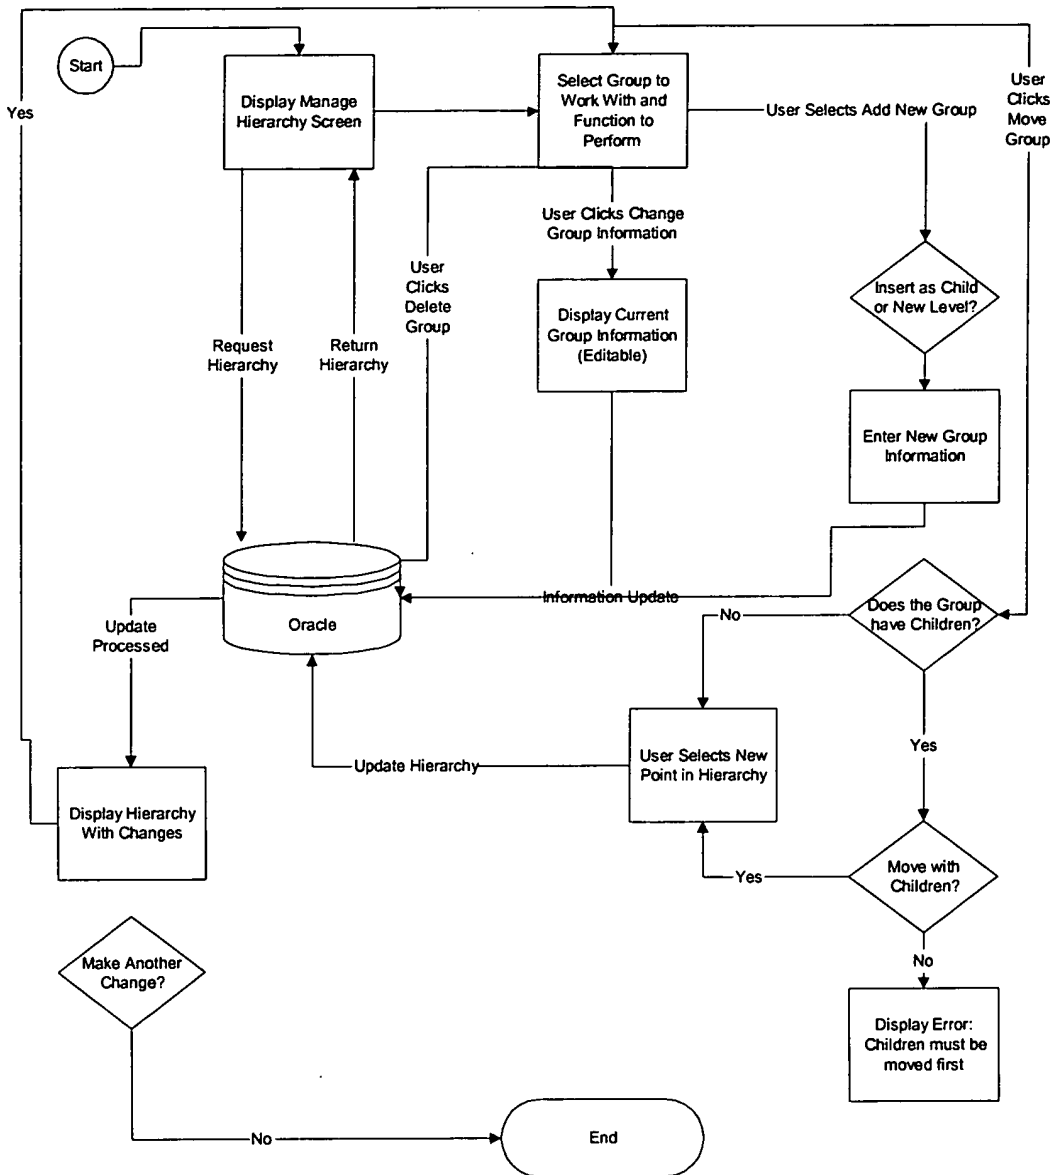 Start
Yes
Display Manage
Hierarchy Screen
Select Group to
Work With and
Function to
Perform
User Selects Add New Group
User
Clicks
Move
Group
User Clicks Change
Group Information
User
Clicks
Delete
Group
Insert as Child
or New Level?
Display Current
Group Information
(Editable)
Request
Hierarchy
Return
Hierarchy
Enter New Group
Information
Oracle
Information Update
Does the Group
have Children?
No
Update
Processed
Yes
User Selects New
Point in Hierarchy
Update Hierarchy
Display Hierarchy
With Changes
Move with
Children?
Yes
No
Make Another
Change?
Display Error:
Children must be
moved first
No
End